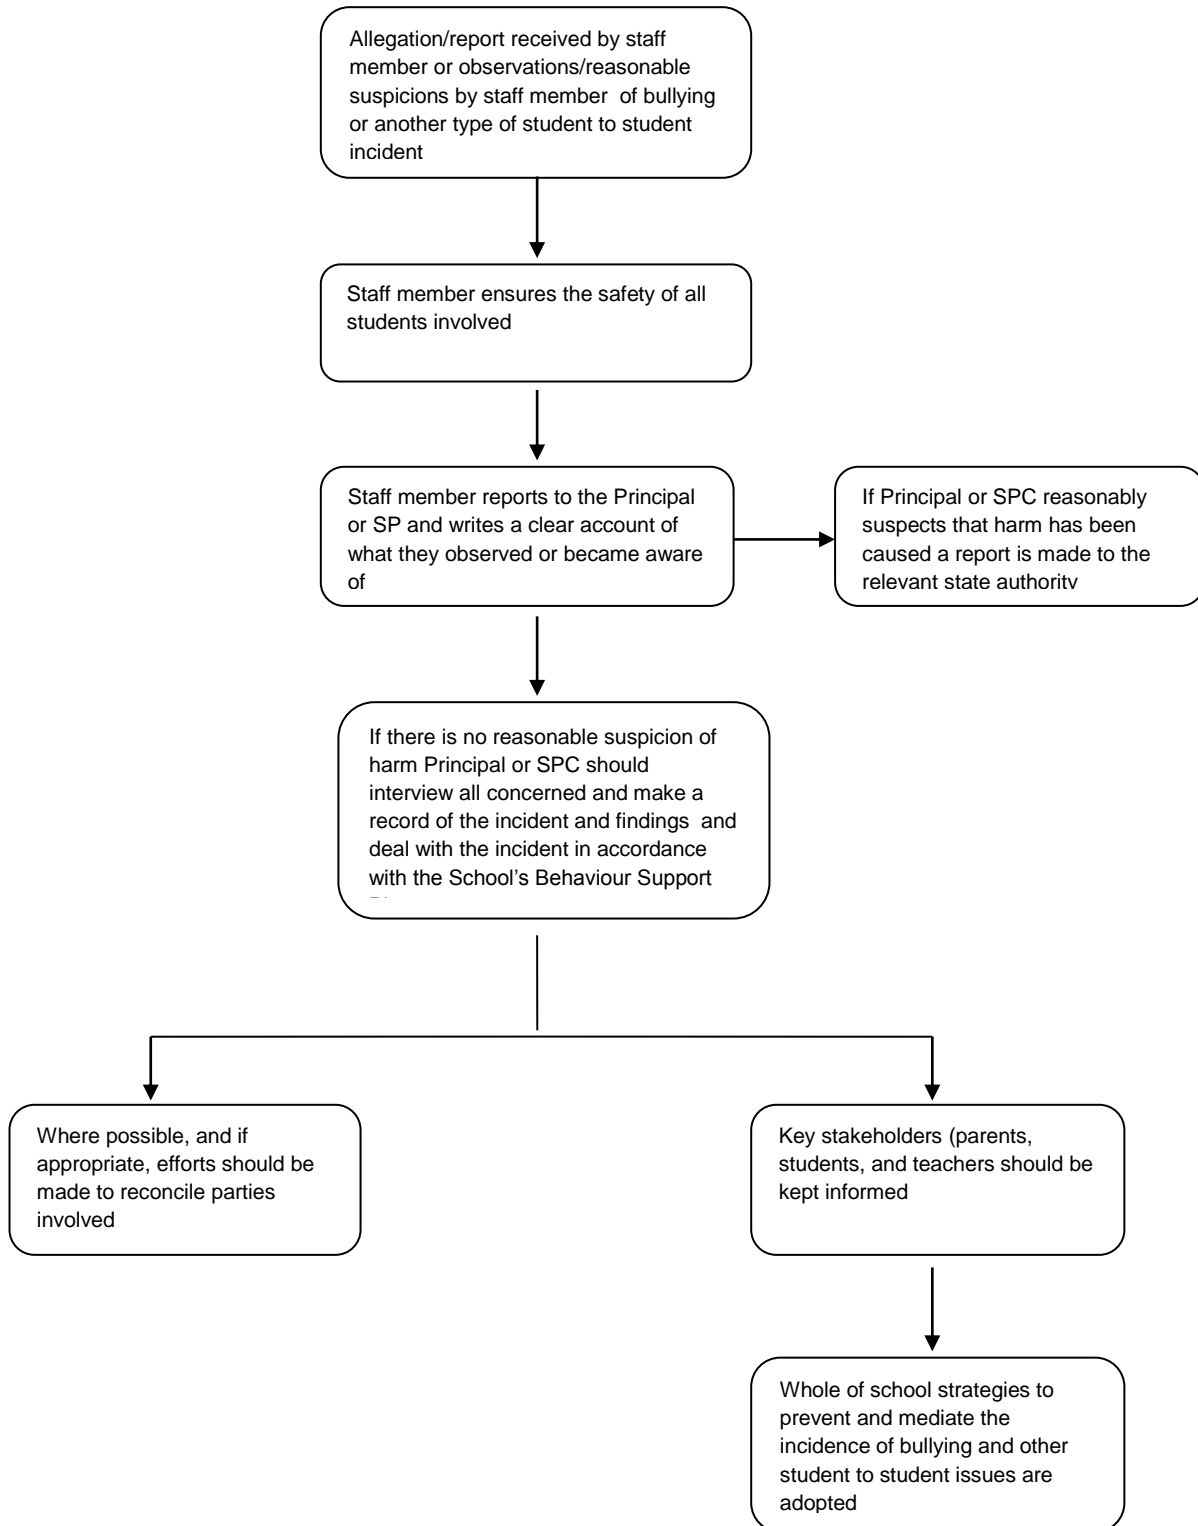 Allegation/report received by staff
member or observations/reasonable
suspicions by staff member  of bullying
or another type of student to student
incident
Staff member ensures the safety of all
students involved
Staff member reports to the Principal
or SP and writes a clear account of
what they observed or became aware
of
If Principal or SPC reasonably
suspects that harm has been
caused a report is made to the
relevant state authority
If there is no reasonable suspicion of
harm Principal or SPC should
interview all concerned and make a
record of the incident and findings  and
deal with the incident in accordance
with the School’s Behaviour Support
Where possible, and if
appropriate, efforts should be
made to reconcile parties
involved
Key stakeholders (parents,
students, and teachers should be
kept informed
Whole of school strategies to
prevent and mediate the
incidence of bullying and other
student to student issues are
adopted